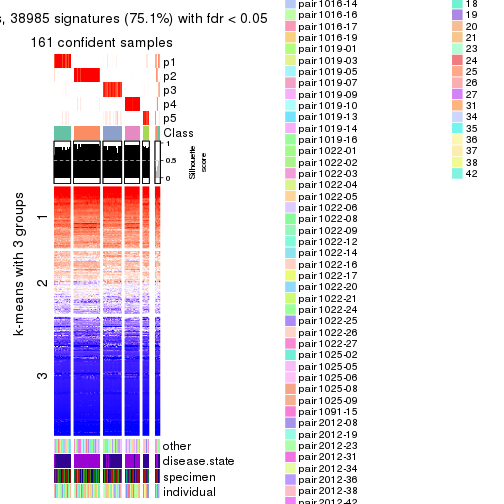 s, 38985 signatures (75.1%) with fdr < 0.05
161 confident samples
p1
p2
p3
p4
p5
Class
1
0.5
0
Silhouette
score
k-means with 3 groups
1
2
3
other
disease.state
specimen
individual
pair1016-14
pair1016-16
pair1016-17
pair1016-19
pair1019-01
pair1019-03
pair1019-05
pair1019-07
pair1019-09
pair1019-10
pair1019-13
pair1019-14
pair1019-16
pair1022-01
pair1022-02
pair1022-03
pair1022-04
pair1022-05
pair1022-06
pair1022-08
pair1022-09
pair1022-12
pair1022-14
pair1022-16
pair1022-17
pair1022-20
pair1022-21
pair1022-24
pair1022-25
pair1022-26
pair1022-27
pair1025-02
pair1025-05
pair1025-06
pair1025-08
pair1025-09
pair1091-15
pair2012-08
pair2012-19
pair2012-23
pair2012-31
pair2012-34
pair2012-36
pair2012-38
pair2012-42
18
19
20
21
23
24
25
26
27
31
34
35
36
37
38
42